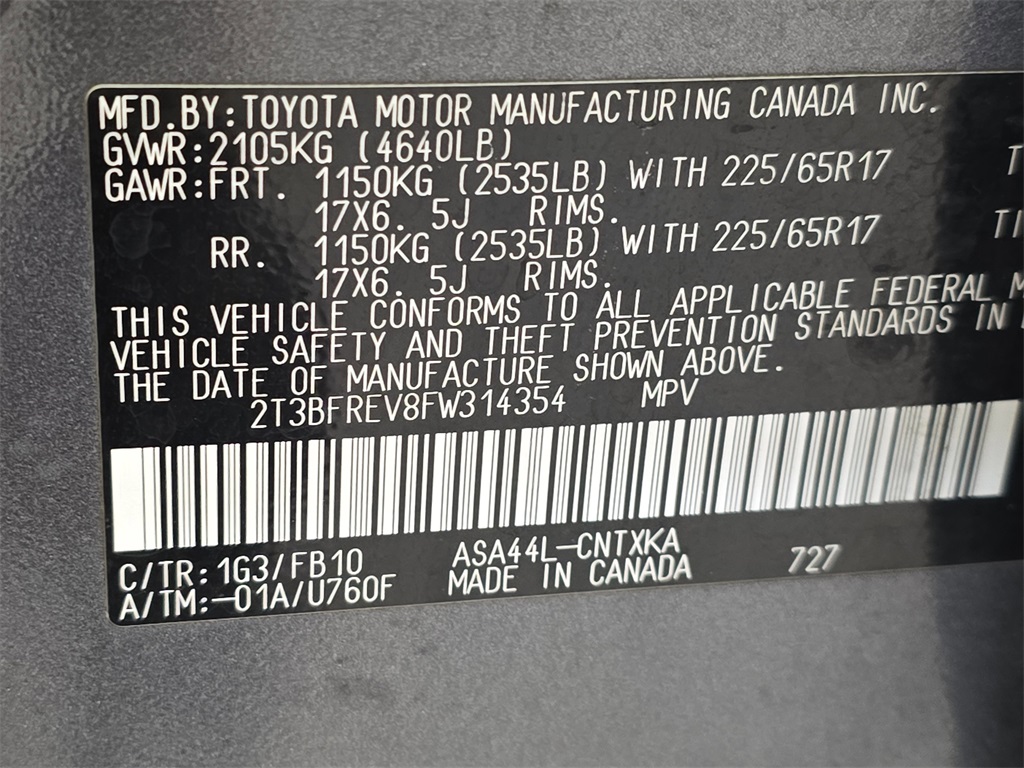 MFD.BY:TOYOTA MOTOR MANUFACTURING CANADA INC.
GVWR:2105KG (4640LB)
GAWR:FRT. 1150KG (2535LB) WITH 225/65R17
17X6. 5J RIMS.
RR. 1150KG (2535LB) WITH 225/65R17
17X6. 5J RIMS.
THIS VEHICLE CONFORMS TO ALL APPLICABLE FEDERAL
VEHICLE SAFETY AND THEFT PREVENTION STANDARDS IN
THE DATE OF MANUFACTURE SHOWN ABOVE.
2T3BFREV8FW314354 MPV
C/TR:1G3/FB10 ASA44L-CNTXKA 727
A/TM:-01A/U760F MADE IN CANADA